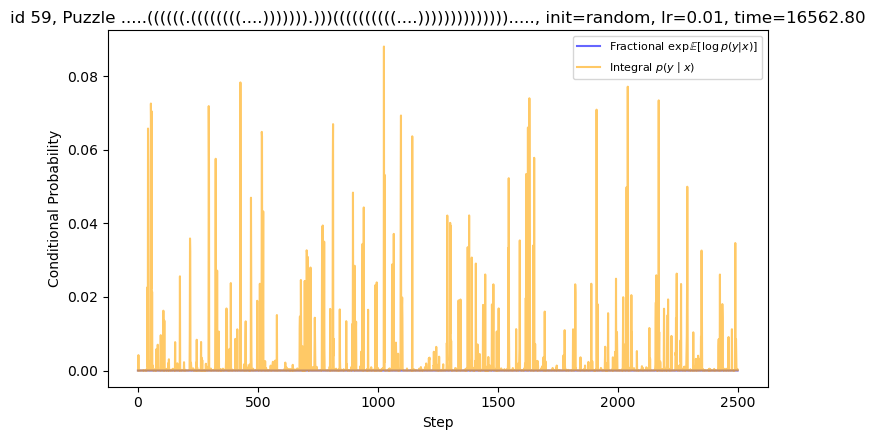 id 59, Puzzle .....((((((.((((((((....))))))).)))((((((((((....)))))))))))))))....., init=random, lr=0.01, time=16562.80
Fractional exp𝔼[log p(y|x)]
Integral p(y | x)
Conditional Probability
0.08
0.06
0.04
0.02
0.00
0
500
1000
1500
2000
2500
Step